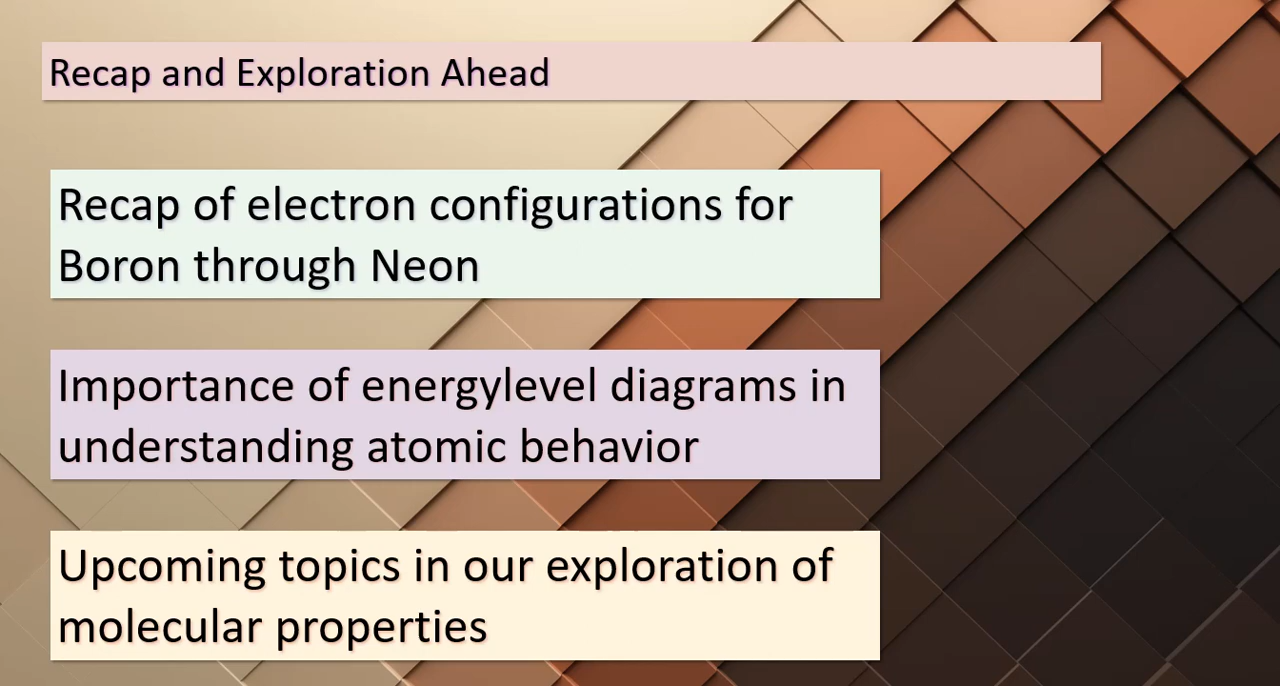 Recap and Exploration Ahead
Recap of electron configurations for
Boron through Neon
Importance of energylevel diagrams in
understanding atomic behavior
Upcoming topics in our exploration of
molecular properties